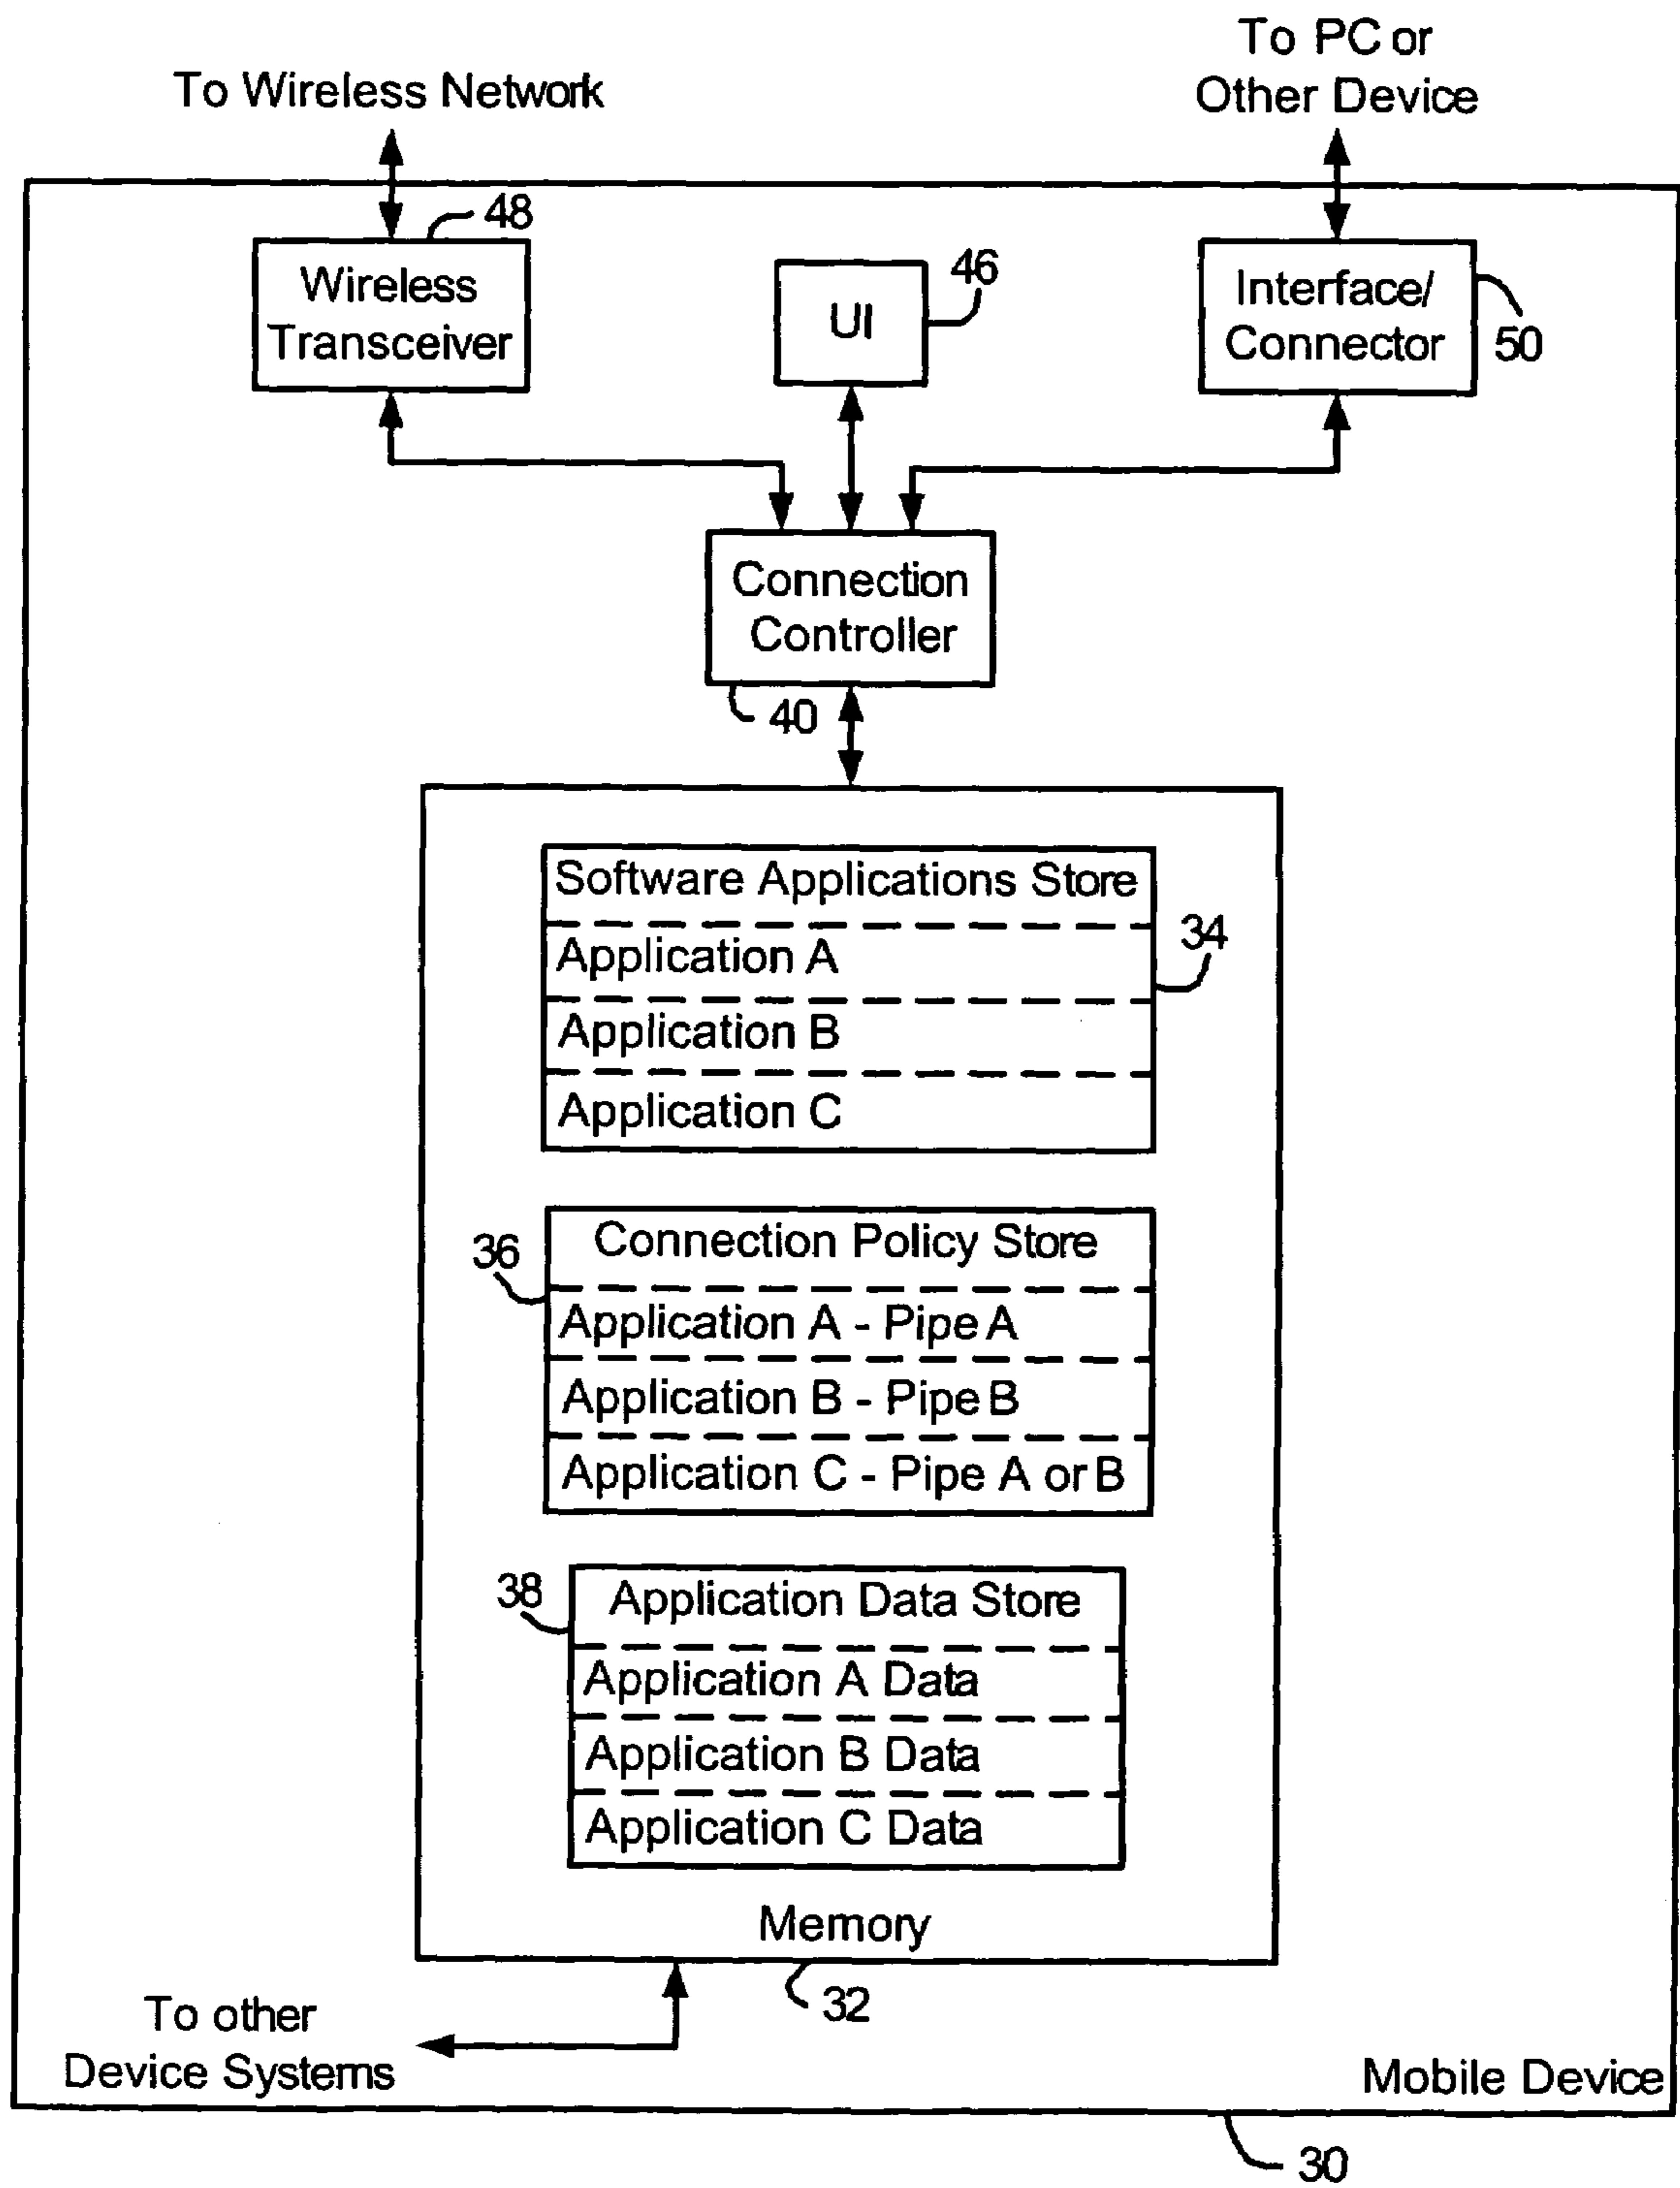 To Wireless Network
To PC or
Other Device
48
Wireless
Transceiver
46
UI
Interface/
Connector
50
Connection
Controller
40
Software Applications Store
Application A
Application B
Application C
34
Connection Policy Store
36
Application A - Pipe A
Application B - Pipe B
Application C - Pipe A or B
38
Application Data Store
Application A Data
Application B Data
Application C Data
Memory
32
To other
Device Systems
Mobile Device
30